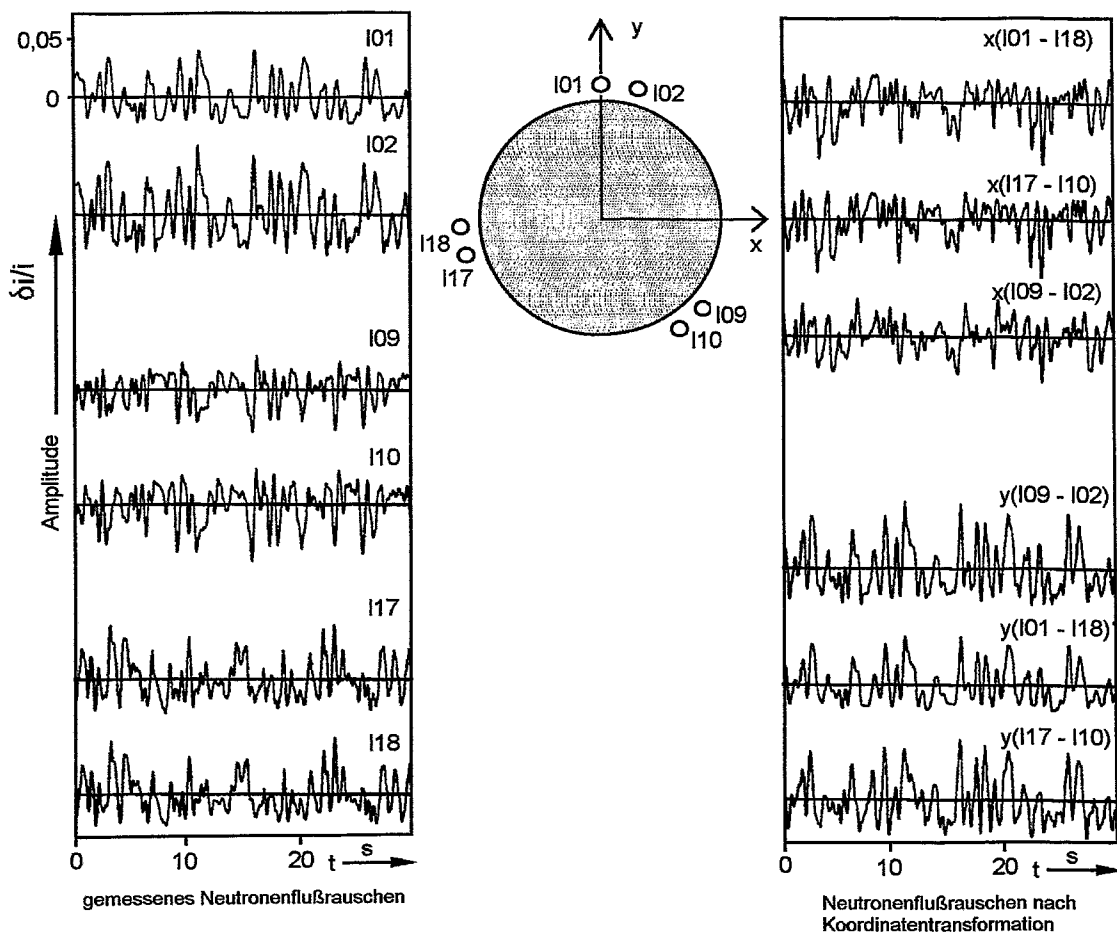 0,05
0
I01
I02
I09
I10
I17
I18
Amplitude
δi/i
0
10
20
t
s
gemessenes Neutronenflußrauschen
y
x
I01
I02
I18
I17
I09
I10
x(I01 - I18)
x(I17 - I10)
x(I09 - I02)
y(I09 - I02)
y(I01 - I18)
y(I17 - I10)
0
10
20
t
s
Neutronenflußrauschen nach
Koordinatentransformation